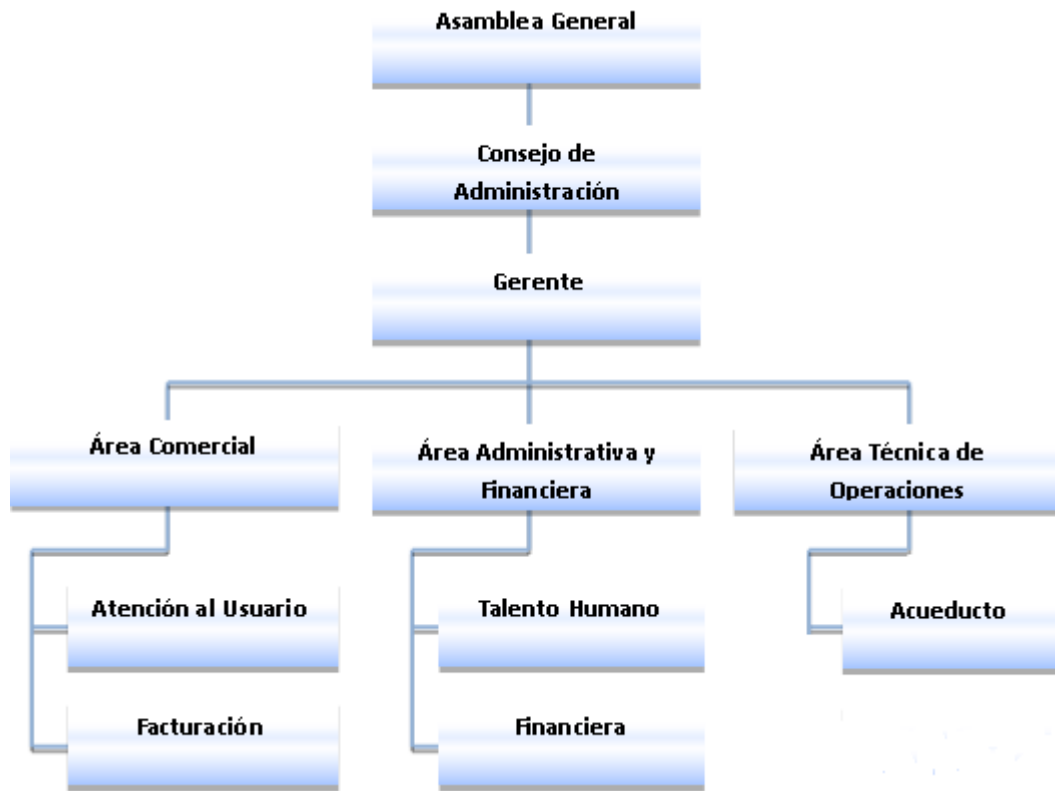 Asamblea General
Consejo de
Administración
Gerente
Área Comercial
Área Administrativa y
Financiera
Área Técnica de
Operaciones
Atención al Usuario
Talento Humano
Acueducto
Facturación
Financiera